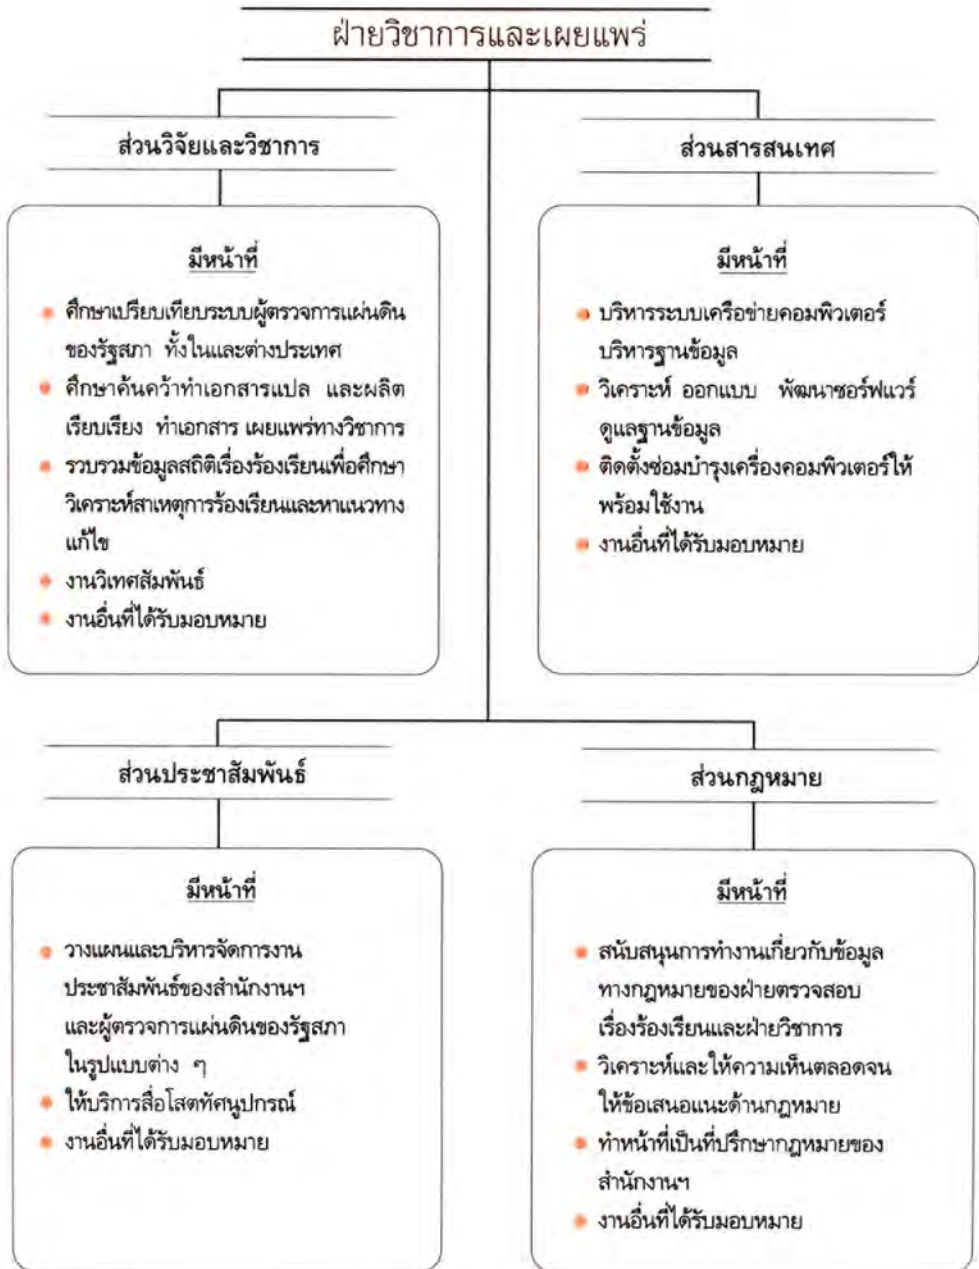 ฝ่ายวิชาการและเผยแพร่
ส่วนวิจัยและวิชาการ
มีหน้าที่
ศึกษาเปรียบเทียบระบบผู้ตรวจการแผ่นดิน
ของรัฐสภา ทั้งในและต่างประเทศ
ศึกษาค้นคว้าทำเอกสารแปล และผลิต
เรียบเรียง ทำเอกสาร เผยแพร่ทางวิชาการ
รวบรวมข้อมูลสถิติเรื่องร้องเรียนเพื่อศึกษา
วิเคราะห์สาเหตุการร้องเรียนและหาแนวทาง
แก้ไข
งานวิเทศสัมพันธ์
งานอื่นที่ได้รับมอบหมาย
ส่วนสารสนเทศ
มีหน้าที่
บริหารระบบเครือข่ายคอมพิวเตอร์
บริหารฐานข้อมูล
วิเคราะห์ ออกแบบ พัฒนาซอร์ฟแวร์
ดูแลฐานข้อมูล
ติดตั้งซ่อมบำรุงเครื่องคอมพิวเตอร์ให้
พร้อมใช้งาน
งานอื่นที่ได้รับมอบหมาย
ส่วนประชาสัมพันธ์
มีหน้าที่
วางแผนและบริหารจัดการงาน
ประชาสัมพันธ์ของสำนักงานฯ
และผู้ตรวจการแผ่นดินของรัฐสภา
ในรูปแบบต่าง ๆ
ให้บริการสื่อโสตทัศนูปกรณ์
งานอื่นที่ได้รับมอบหมาย
ส่วนกฎหมาย
มีหน้าที่
สนับสนุนการทำงานเกี่ยวกับข้อมูล
ทางกฎหมายของฝ่ายตรวจสอบ
เรื่องร้องเรียนและฝ่ายวิชาการ
วิเคราะห์และให้ความเห็นตลอดจน
ให้ข้อเสนอแนะด้านกฎหมาย
ทำหน้าที่เป็นที่ปรึกษากฎหมายของ
สำนักงานฯ
งานอื่นที่ได้รับมอบหมาย